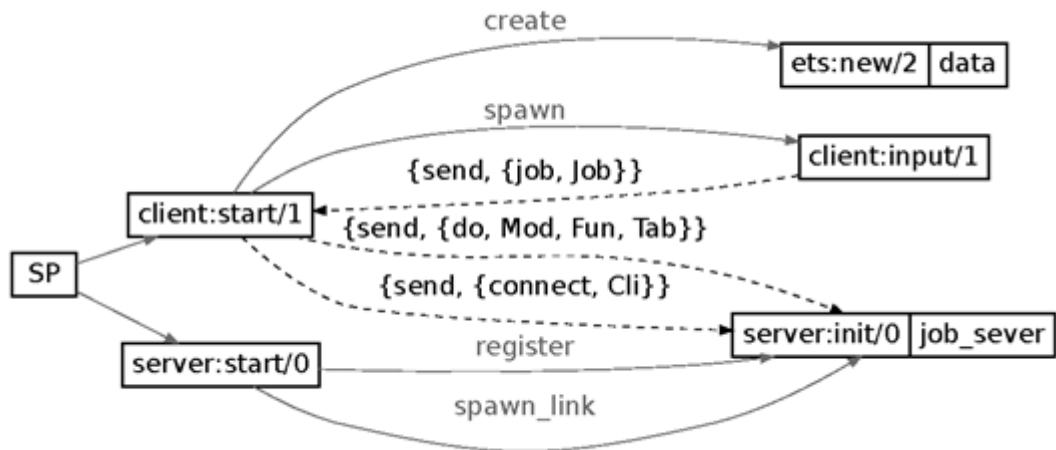 create
ets:new/2 data
spawn
client:input/1
{send, {job, Job}}
client:start/1
{send, {do, Mod, Fun, Tab}}
SP
{send, {connect, Cli}}
server:init/0 job_sever
register
server:start/0
spawn_link